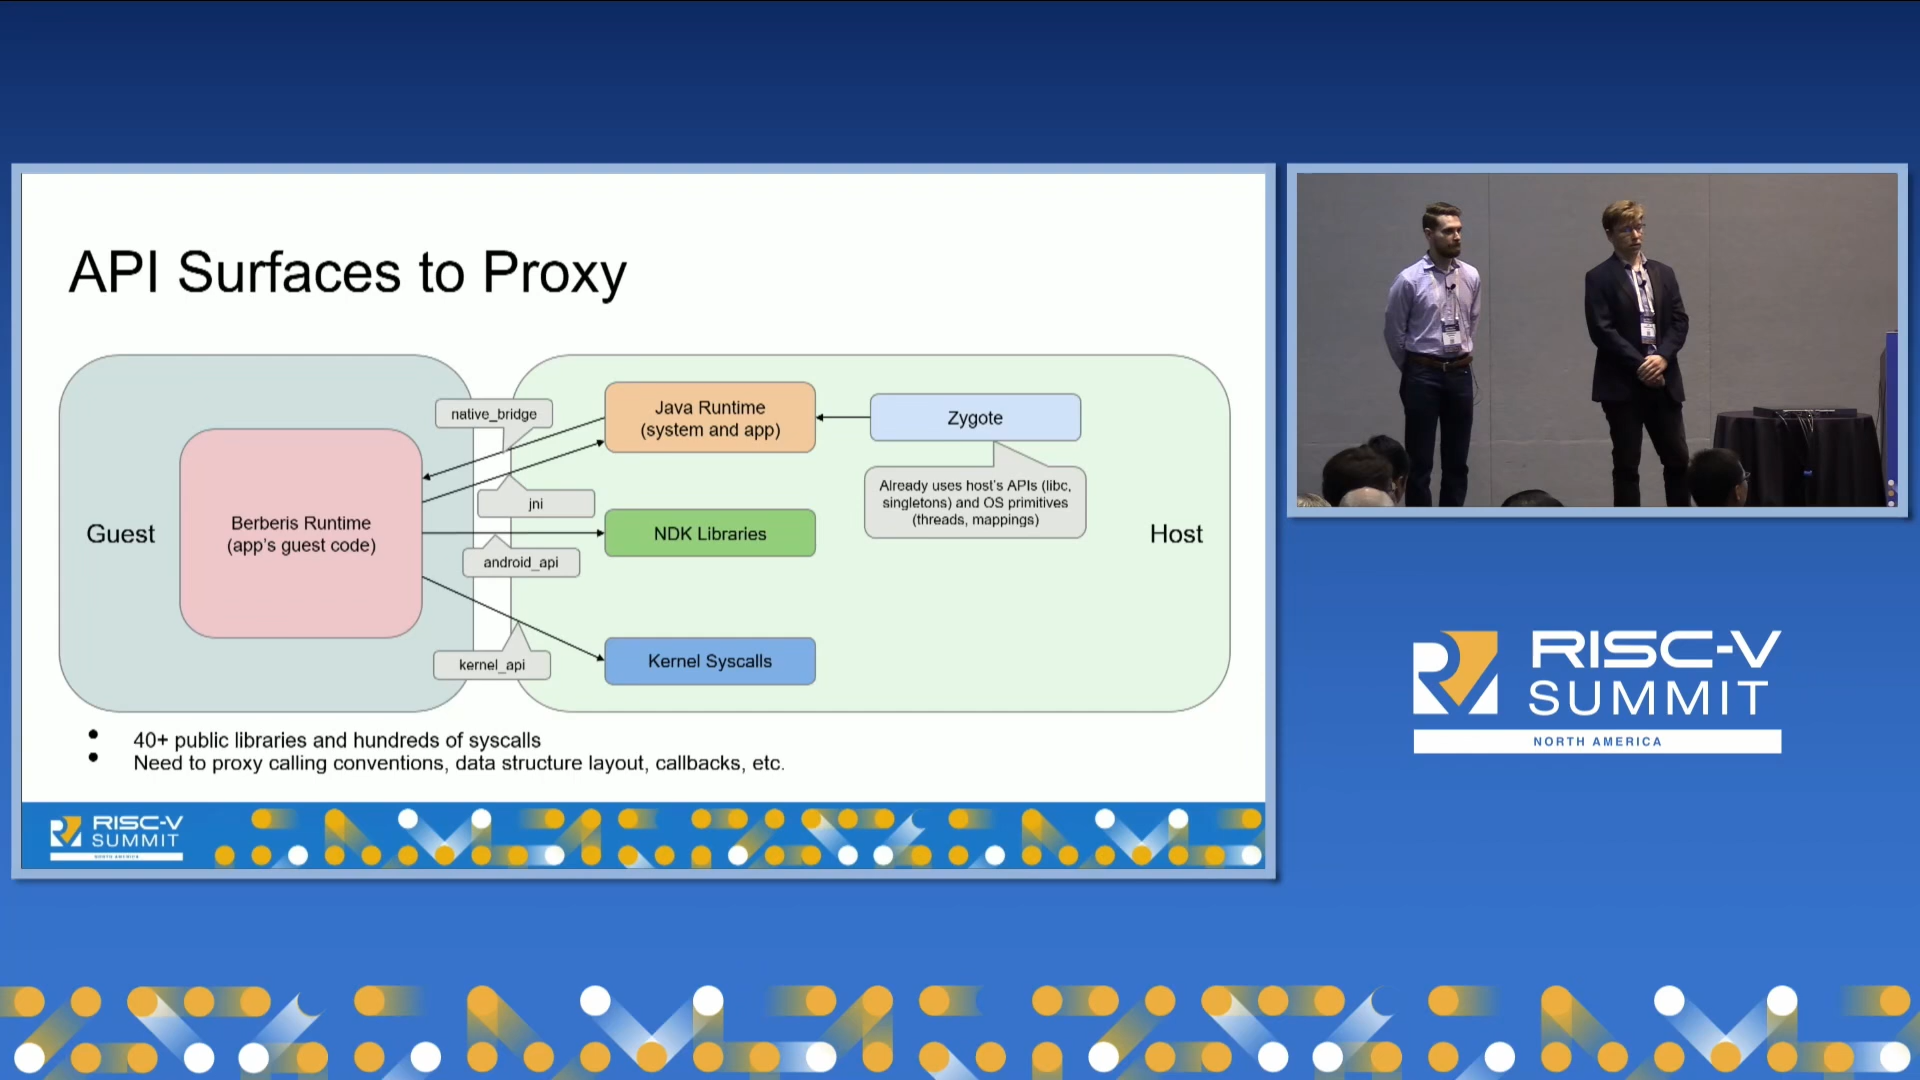 API Surfaces to Proxy
Guest
Berberis Runtime
(app's guest code)
native_bridge
jni
android_api
kernel_api
Java Runtime
(system and app)
NDK Libraries
Kernel Syscalls
Zygote
Already uses host's APIs (libc,
singletons) and OS primitives
(threads, mappings)
Host
40+ public libraries and hundreds of syscalls
Need to proxy calling conventions, data structure layout, callbacks, etc.
RISC-V
SUMMIT
NORTH AMERICA
RISC-V
SUMMIT
NORTH AMERICA